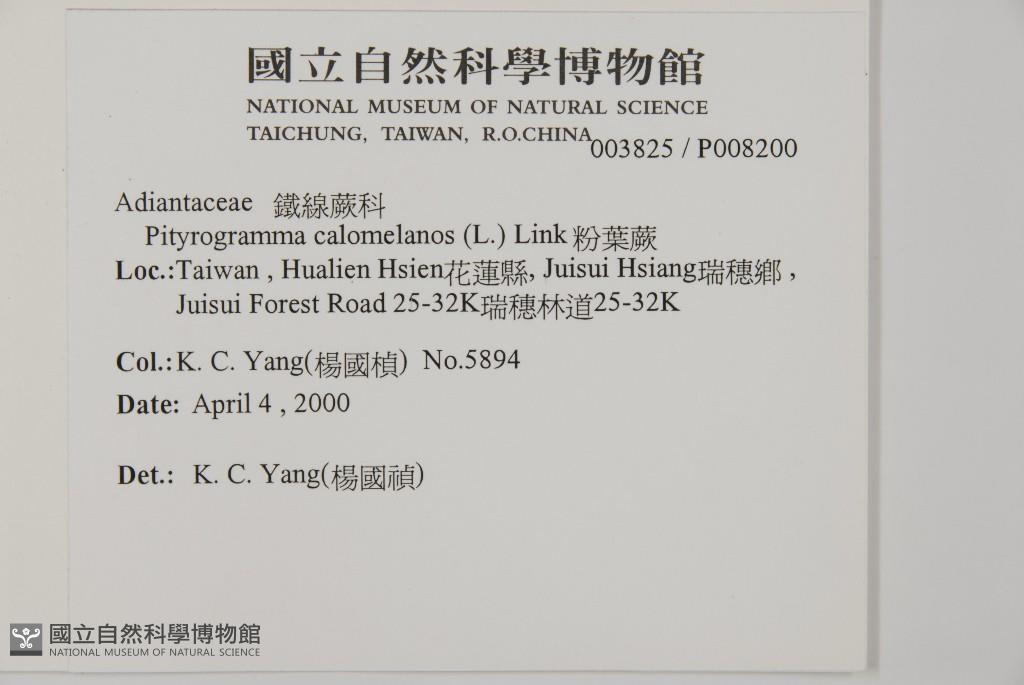 國立自然科學博物館
NATIONAL MUSEUM OF NATURAL SCIENCE
TAICHUNG, TAIWAN, R.O.CHINA
003825 / P008200
Adiantaceae 鐵線蕨科
Pityrogramma calomelanos (L.) Link 粉葉蕨
Loc.:Taiwan , Hualien Hsien花蓮縣, Juisui Hsiang瑞穗鄉 ,
Juisui Forest Road 25-32K瑞穗林道25-32K
Col.:K. C. Yang(楊國楨) No.5894
Date: April 4 , 2000
Det.: K. C. Yang(楊國禎)
國立自然科學博物館
NATIONAL MUSEUM OF NATURAL SCIENCE